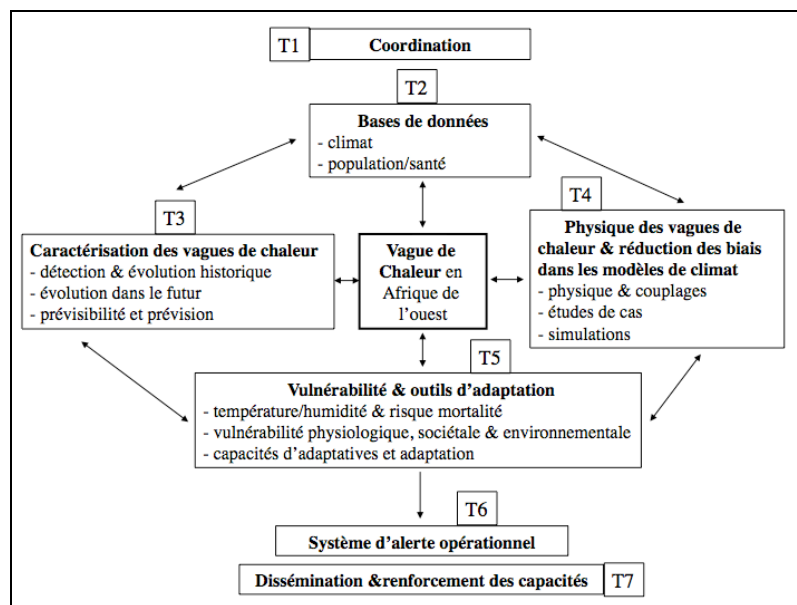 T1
Coordination
T2
Bases de données
- climat
- population/santé
T3
Caractérisation des vagues de chaleur
- détection & évolution historique
- évolution dans le futur
- prévisibilité et prévision
Vague de
Chaleur en
Afrique de
l’ouest
T4
Physique des vagues de
chaleur & réduction des biais
dans les modèles de climat
- physique & couplages
- études de cas
- simulations
T5
Vulnérabilité & outils d’adaptation
- température/humidité & risque mortalité
- vulnérabilité physiologique, sociétale & environnementale
- capacités d’adaptatives et adaptation
T6
Système d’alerte opérationnel
Dissémination &renforcement des capacités
T7